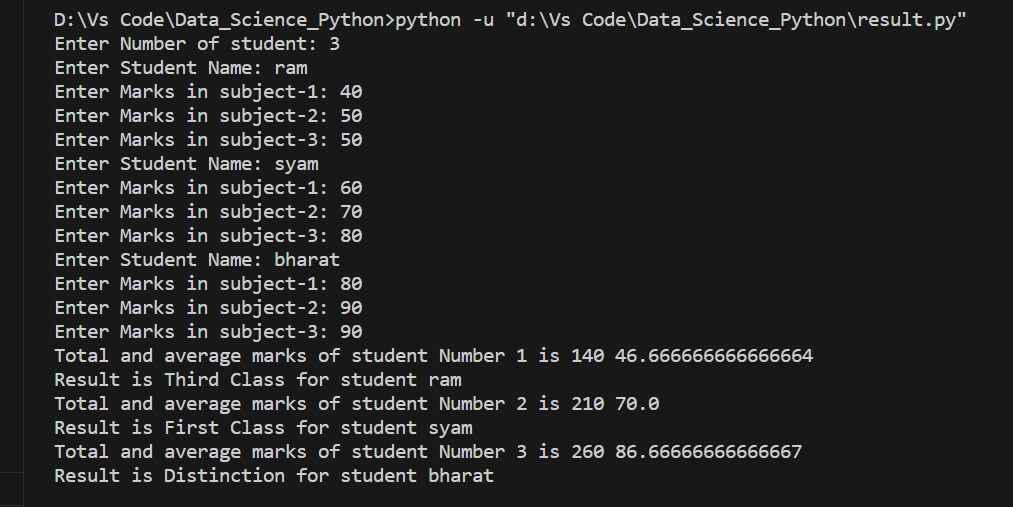 D:\Vs Code\Data_Science_Python>python -u "d:\Vs Code\Data_Science_Python\result.py"
Enter Number of student: 3
Enter Student Name: ram
Enter Marks in subject-1: 40
Enter Marks in subject-2: 50
Enter Marks in subject-3: 50
Enter Student Name: syam
Enter Marks in subject-1: 60
Enter Marks in subject-2: 70
Enter Marks in subject-3: 80
Enter Student Name: bharat
Enter Marks in subject-1: 80
Enter Marks in subject-2: 90
Enter Marks in subject-3: 90
Total and average marks of student Number 1 is 140 46.666666666666664
Result is Third Class for student ram
Total and average marks of student Number 2 is 210 70.0
Result is First Class for student syam
Total and average marks of student Number 3 is 260 86.66666666666667
Result is Distinction for student bharat